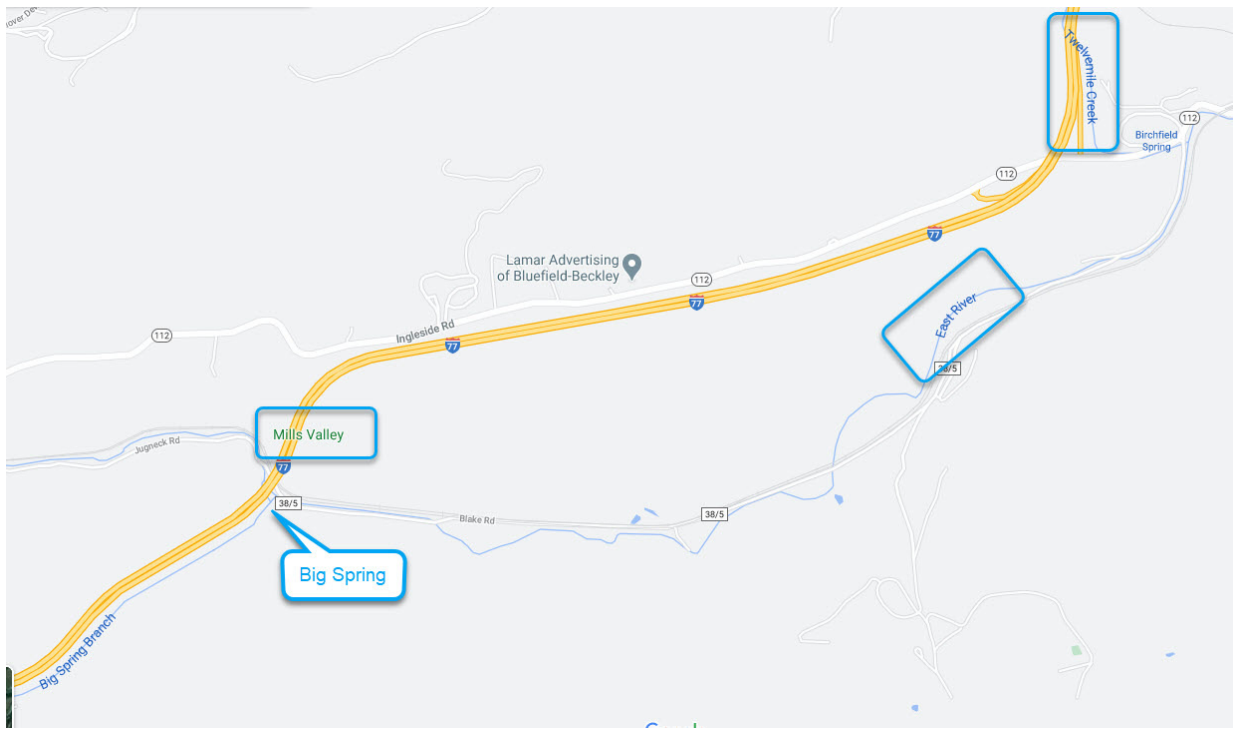 Twelvemile Creek
112
Birchfield
Spring
112
77
Lamar Advertising
of Bluefield-Beckley
112
77
East River
Ingleside Rd
112
77
38/5
Mills Valley
Jugneck Rd
77
38/5
Blake Rd
38/5
Big Spring
Big Spring Branch